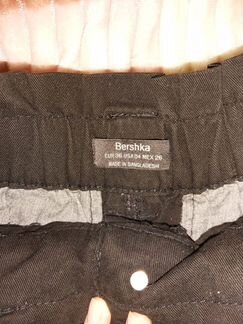 Bershka
EUR 36 USA 04 MEX 26
MADE IN BANGLADESH